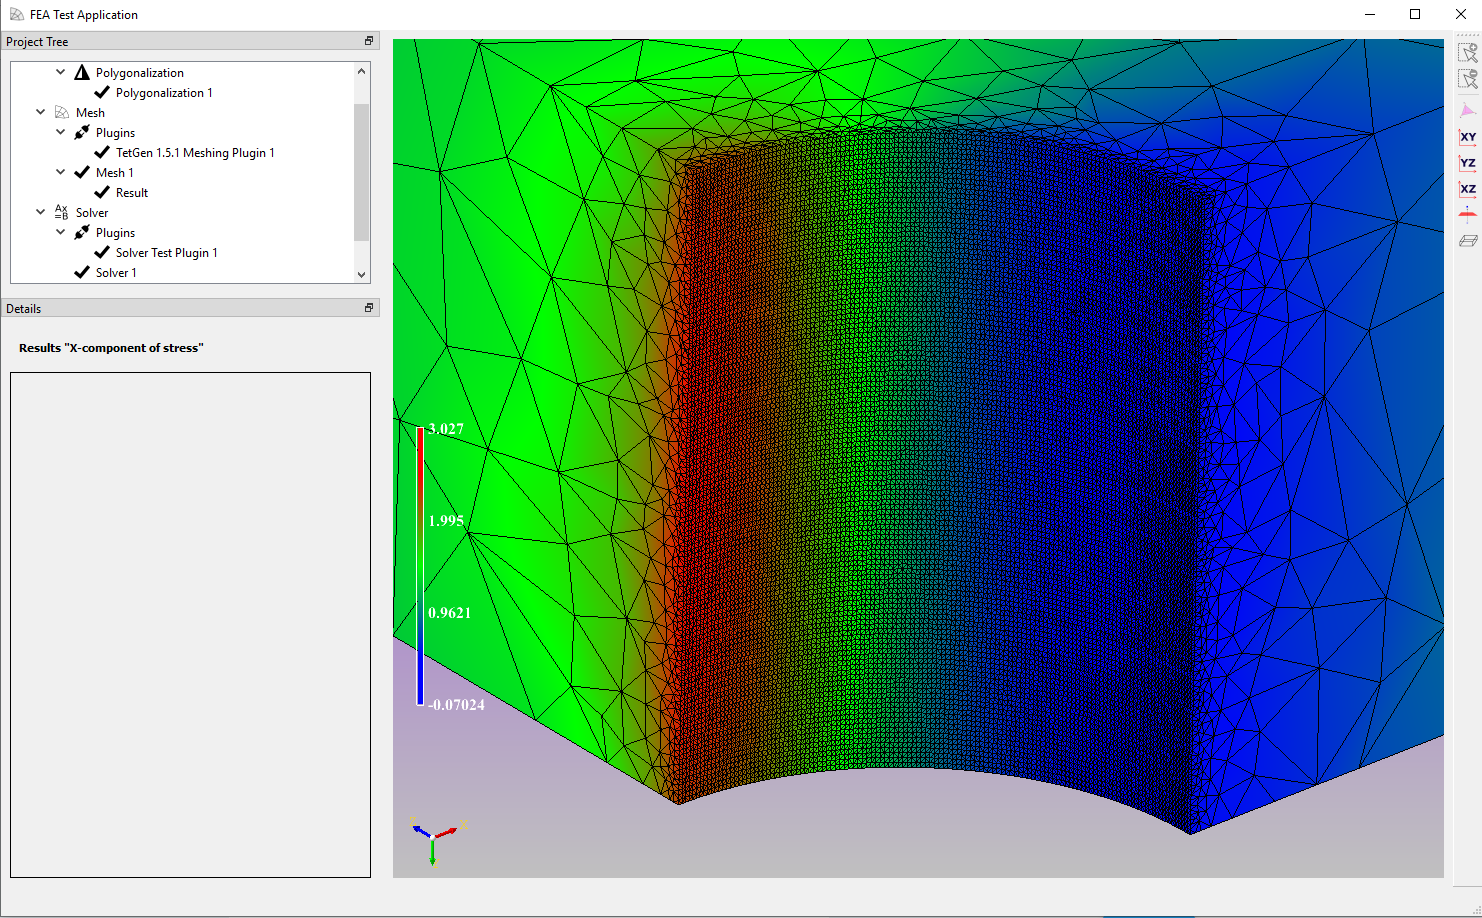 FEA Test Application
Project Tree
Polygonalization
Polygonalization 1
Mesh
Plugins
TetGen 1.5.1 Meshing Plugin 1
Mesh 1
Result
Ax
=B
Solver
Plugins
Solver Test Plugin 1
Solver 1
Details
Results "X-component of stress"
3.027
1.995
0.9621
-0.07024
X
XY
YZ
XZ